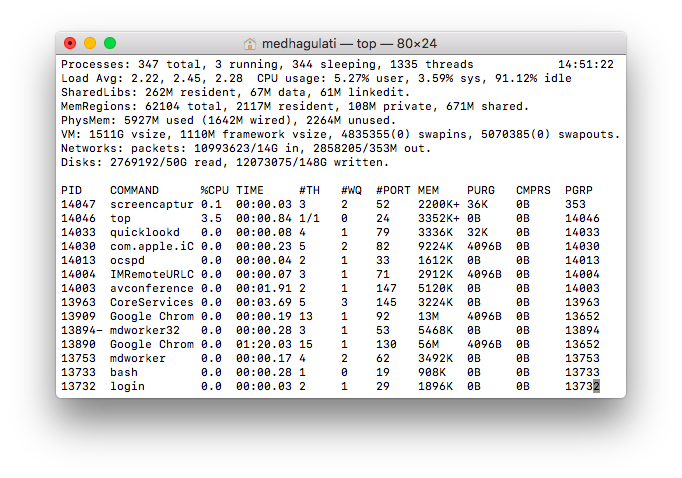 medhagulati — top — 80×24
Processes: 347 total, 3 running, 344 sleeping, 1335 threads 14:51:22
Load Avg: 2.22, 2.45, 2.28 CPU usage: 5.27% user, 3.59% sys, 91.12% idle
SharedLibs: 262M resident, 67M data, 61M linkedit.
MemRegions: 62104 total, 2117M resident, 108M private, 671M shared.
PhysMem: 5927M used (1642M wired), 2264M unused.
VM: 1511G vsize, 1110M framework vsize, 4835355(0) swapins, 5070385(0) swapouts.
Networks: packets: 10993623/14G in, 2858205/353M out.
Disks: 2769192/50G read, 12073075/148G written.
PID COMMAND %CPU TIME #TH #WQ #PORT MEM PURG CMPRS PGRP
14047 screencaptur 0.1 00:00.03 3 2 52 2200K+ 36K 0B 353
14046 top 3.5 00:00.84 1/1 0 24 3352K+ 0B 0B 14046
14033 quicklookd 0.0 00:00.08 4 1 79 3336K 32K 0B 14033
14030 com.apple.iC 0.0 00:00.23 5 2 82 9224K 4096B 0B 14030
14013 ocspd 0.0 00:00.04 2 1 33 1612K 0B 0B 14013
14004 IMRemoteURLC 0.0 00:00.07 3 1 71 2912K 4096B 0B 14004
14003 avconference 0.0 00:01.91 2 1 147 5120K 0B 0B 14003
13963 CoreServices 0.0 00:03.69 5 3 145 3224K 0B 0B 13963
13909 Google Chrom 0.0 00:00.19 13 1 92 13M 4096B 0B 13652
13894- mdworker32 0.0 00:00.28 3 1 53 5468K 0B 0B 13894
13890 Google Chrom 0.0 01:20.03 15 1 130 56M 4096B 0B 13652
13753 mdworker 0.0 00:00.17 4 2 62 3492K 0B 0B 13753
13733 bash 0.0 00:00.28 1 0 19 908K 0B 0B 13733
13732 login 0.0 00:00.03 2 1 29 1896K 0B 0B 13732